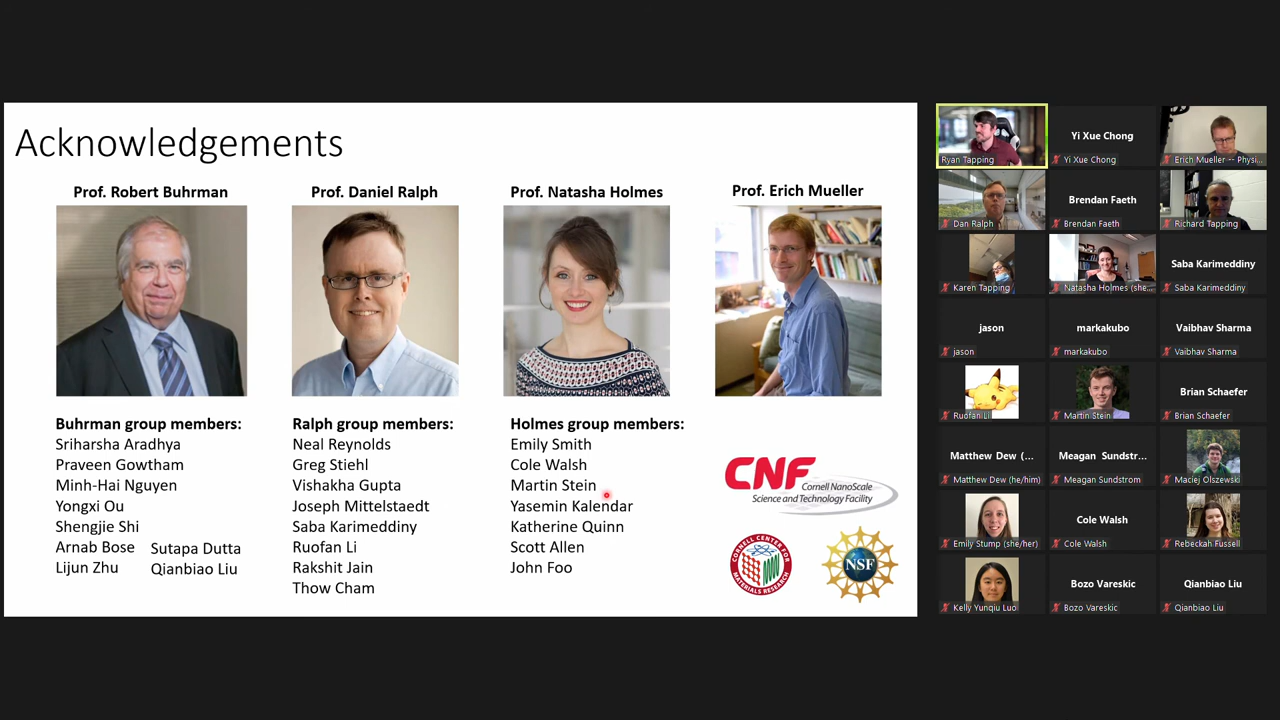 Acknowledgements
Prof. Robert Buhrman
Prof. Daniel Ralph
Prof. Natasha Holmes
Prof. Erich Mueller
Buhrman group members:
Sriharsha Aradhya
Praveen Gowtham
Minh-Hai Nguyen
Yongxi Ou
Shengjie Shi
Arnab Bose
Lijun Zhu
Sutapa Dutta
Qianbiao Liu
Ralph group members:
Neal Reynolds
Greg Stiehl
Vishakha Gupta
Joseph Mittelstaedt
Saba Karimeddiny
Ruofan Li
Rakshit Jain
Thow Cham
Holmes group members:
Emily Smith
Cole Walsh
Martin Stein
Yasemin Kalendar
Katherine Quinn
Scott Allen
John Foo
CNF
Cornell NanoScale
Science and Technology Facility
CORNELL CENTER FOR
MATERIALS RESEARCH
NSF
Ryan Tapping
Yi Xue Chong
Yi Xue Chong
Erich Mueller -- Physi...
Dan Ralph
Brendan Faeth
Brendan Faeth
Richard Tapping
Karen Tapping
Natasha Holmes (she...
Saba Karimeddiny
Saba Karimeddiny
jason
jason
markakubo
markakubo
Vaibhav Sharma
Vaibhav Sharma
Ruofan Li
Martin Stein
Brian Schaefer
Brian Schaefer
Matthew Dew (...
Matthew Dew (he/him)
Meagan Sundstr...
Meagan Sundstrom
Maciej Olszewski
Emily Stump (she/her)
Cole Walsh
Cole Walsh
Rebeckah Fussell
Kelly Yunqiu Luo
Bozo Vareskic
Bozo Vareskic
Qianbiao Liu
Qianbiao Liu